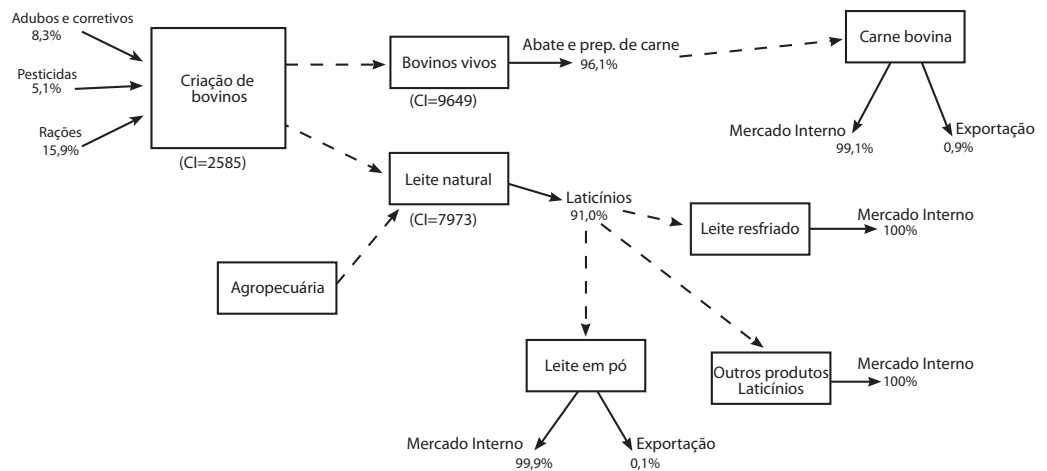 Adubos e corretivos
8,3%
Pesticidas
5,1%
Rações
15,9%
Criação de
bovinos
(CI=2585)
Bovinos vivos
(CI=9649)
Abate e prep. de carne
96,1%
Carne bovina
Mercado Interno
99,1%
Exportação
0,9%
Leite natural
(CI=7973)
Laticínios
91,0%
Leite resfriado
Mercado Interno
100%
Agropecuária
Leite em pó
Mercado Interno
99,9%
Exportação
0,1%
Outros produtos
Laticínios
Mercado Interno
100%